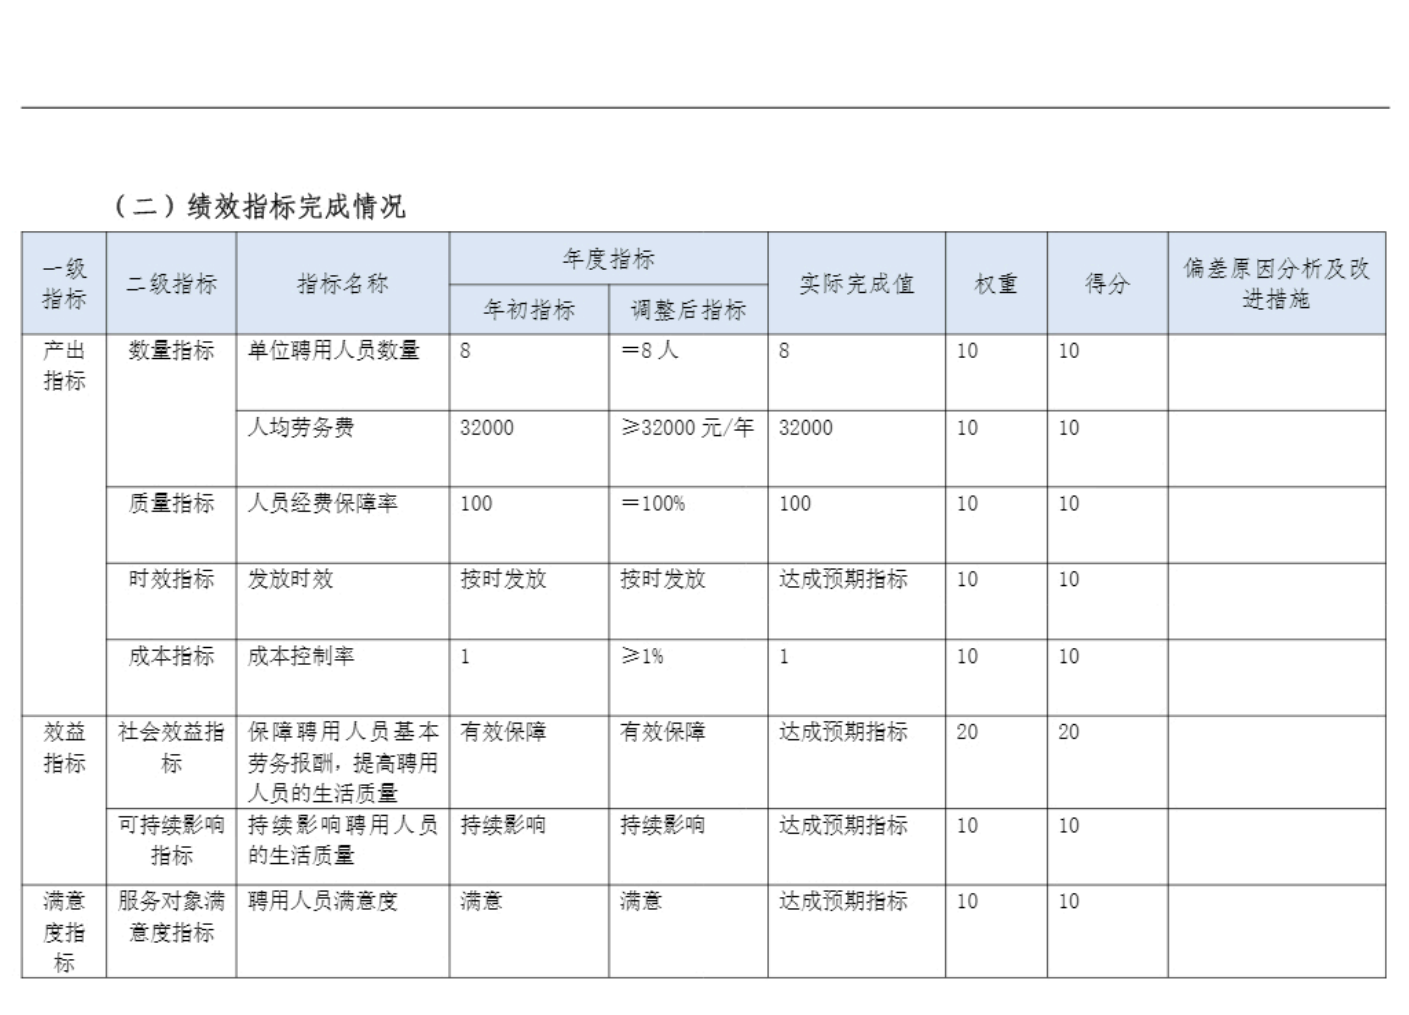 （二）绩效指标完成情况
一级指标 二级指标 指标名称 年度指标 实际完成值 权重 得分 偏差原因分析及改进措施
年初指标 调整后指标
产出指标 数量指标 单位聘用人员数量 8 ＝8 人 8 10 10
人均劳务费 32000 ≥32000 元/年 32000 10 10
质量指标 人员经费保障率 100 ＝100% 100 10 10
时效指标 发放时效 按时发放 按时发放 达成预期指标 10 10
成本指标 成本控制率 1 ≥1% 1 10 10
效益指标 社会效益指标 保障聘用人员基本劳务报酬，提高聘用人员的生活质量 有效保障 有效保障 达成预期指标 20 20
可持续影响指标 持续影响聘用人员的生活质量 持续影响 持续影响 达成预期指标 10 10
满意度指标 服务对象满意度指标 聘用人员满意度 满意 满意 达成预期指标 10 10